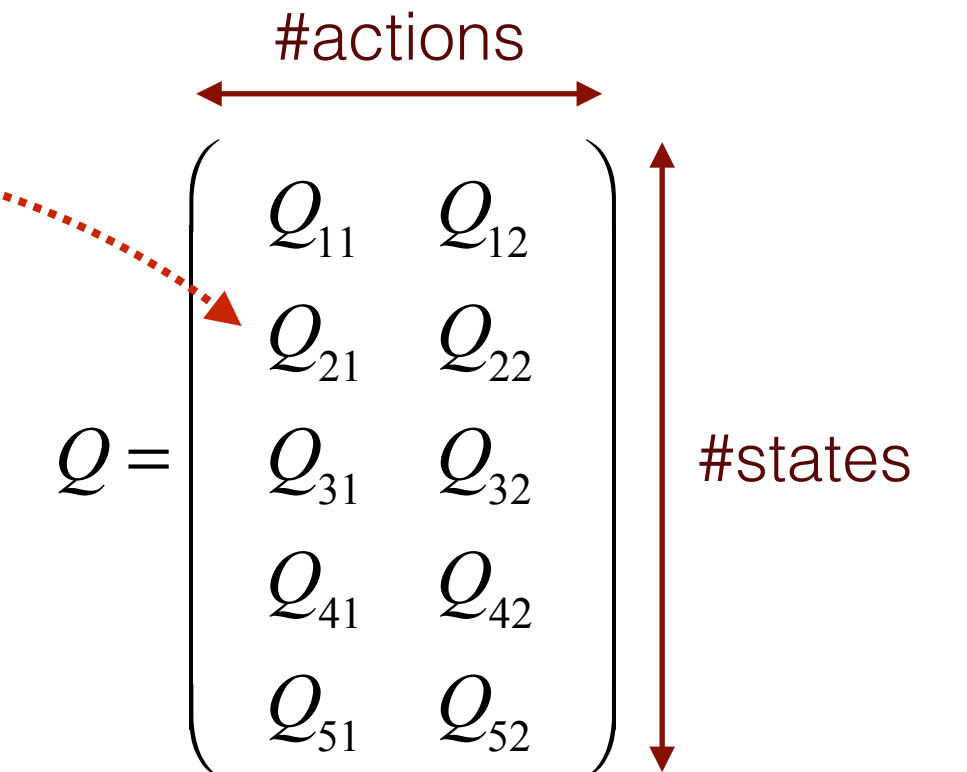 #actions
Q₁₁ Q₁₂
Q₂₁ Q₂₂
Q = Q₃₁ Q₃₂ #states
Q₄₁ Q₄₂
Q₅₁ Q₅₂